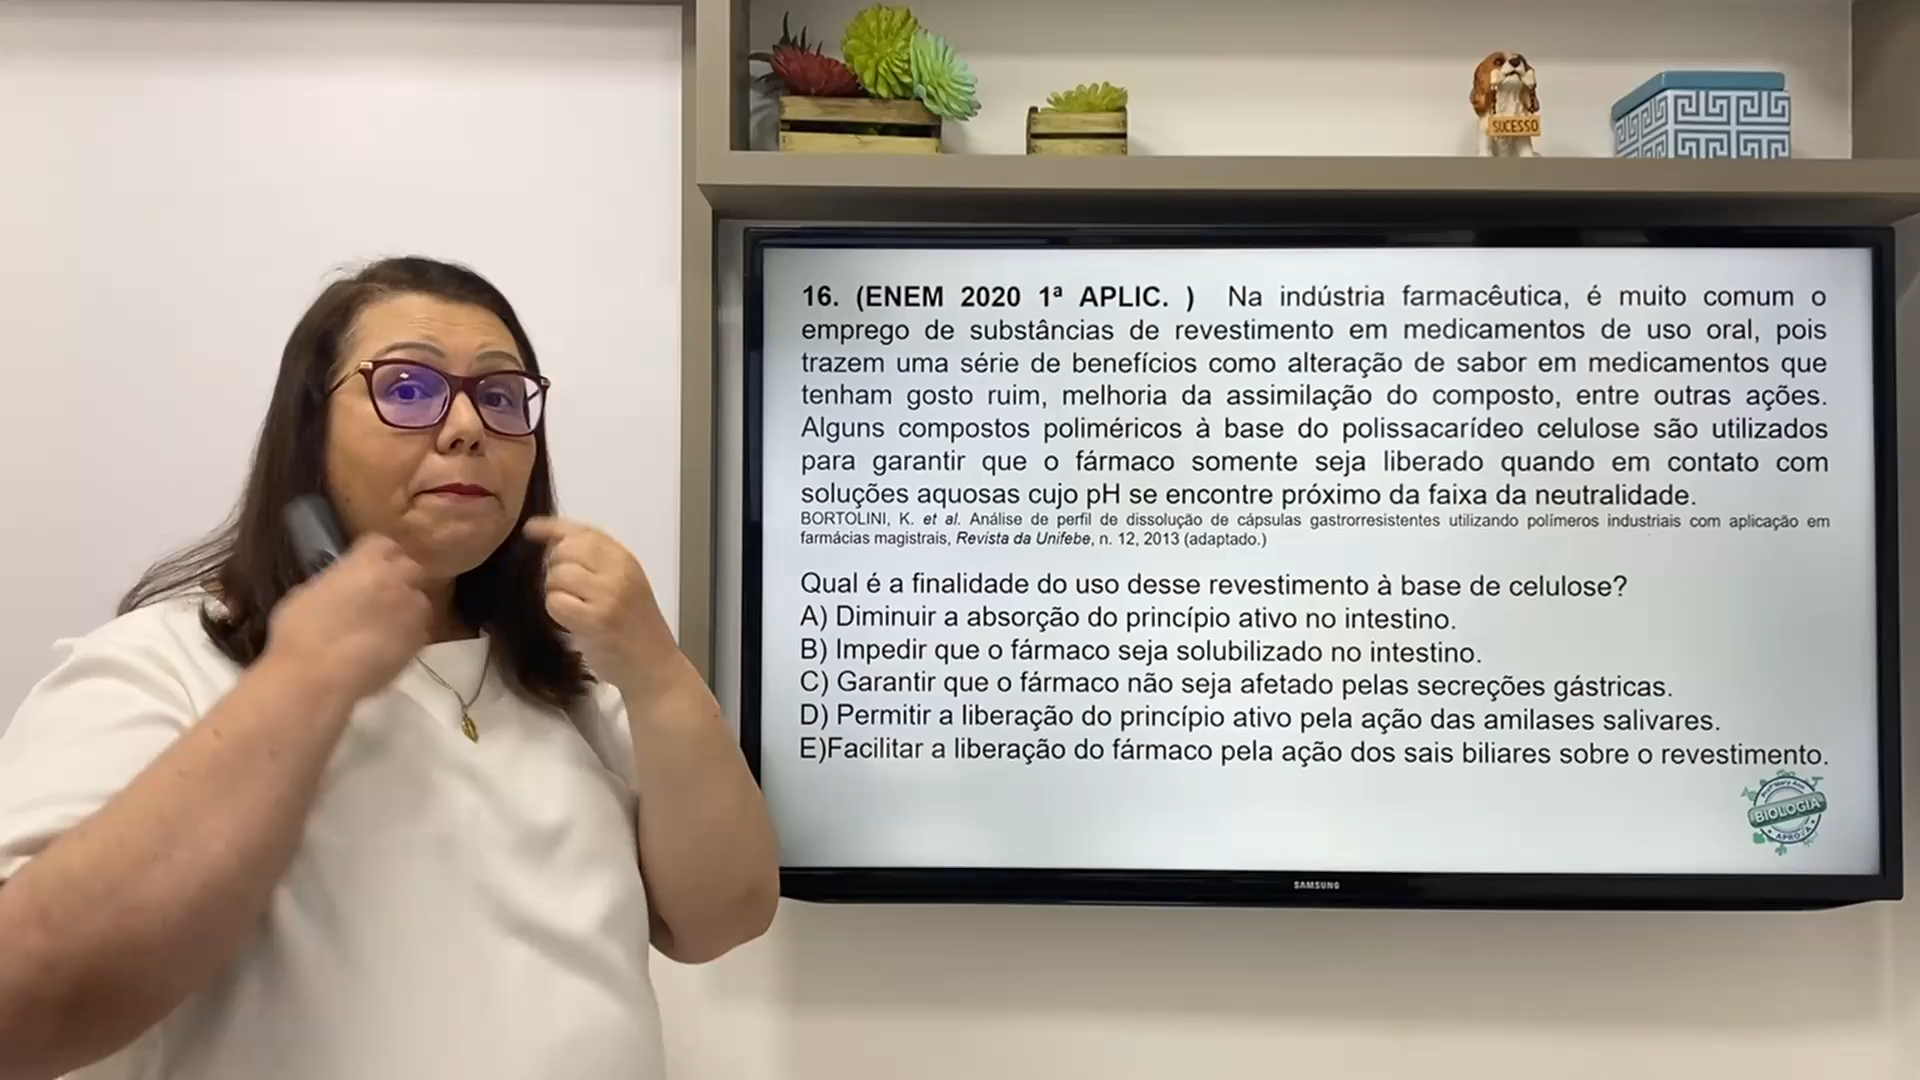 SUCESSO
16. (ENEM 2020 1ª APLIC. ) Na indústria farmacêutica, é muito comum o
emprego de substâncias de revestimento em medicamentos de uso oral, pois
trazem uma série de benefícios como alteração de sabor em medicamentos que
tenham gosto ruim, melhoria da assimilação do composto, entre outras ações.
Alguns compostos poliméricos à base do polissacarídeo celulose são utilizados
para garantir que o fármaco somente seja liberado quando em contato com
soluções aquosas cujo pH se encontre próximo da faixa da neutralidade.
BORTOLINI, K. et al. Análise de perfil de dissolução de cápsulas gastrorresistentes utilizando polímeros industriais com aplicação em
farmácias magistrais, Revista da Unifebe, n. 12, 2013 (adaptado.)
Qual é a finalidade do uso desse revestimento à base de celulose?
A) Diminuir a absorção do princípio ativo no intestino.
B) Impedir que o fármaco seja solubilizado no intestino.
C) Garantir que o fármaco não seja afetado pelas secreções gástricas.
D) Permitir a liberação do princípio ativo pela ação das amilases salivares.
E)Facilitar a liberação do fármaco pela ação dos sais biliares sobre o revestimento.
BIOLOGIA
SAMSUNG